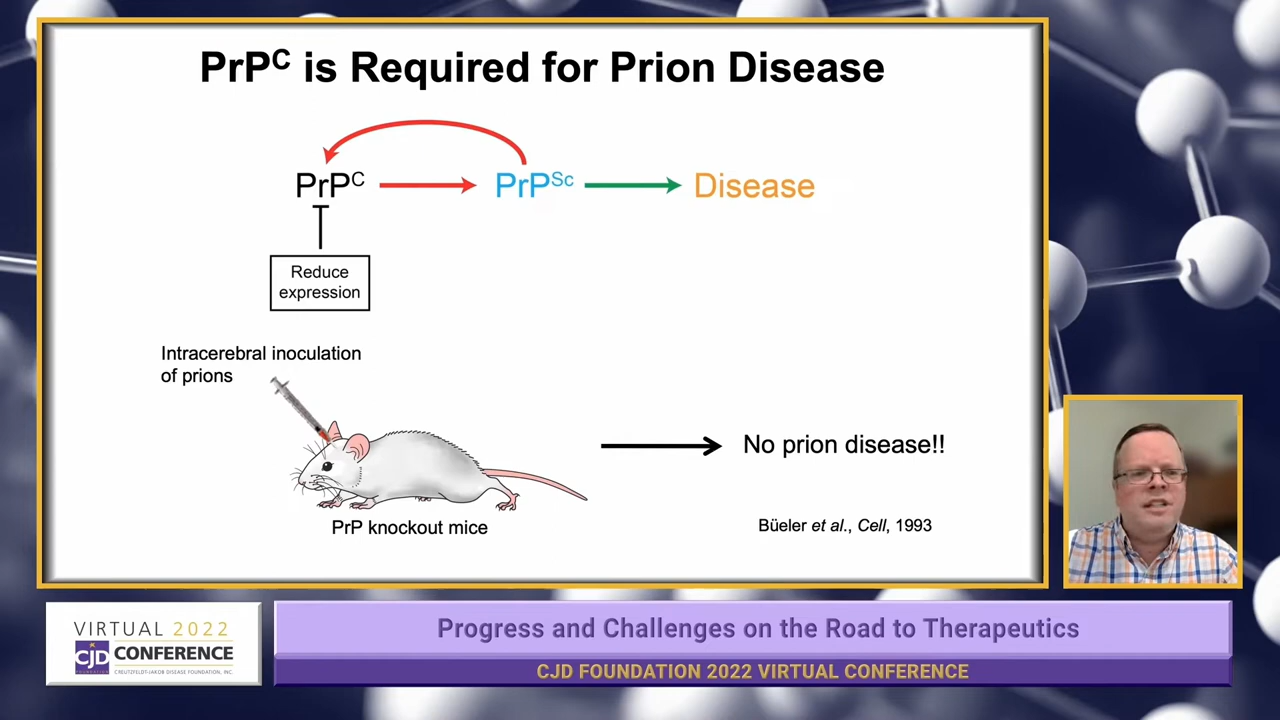 PrPC is Required for Prion Disease
PrPC
PrPSc
Disease
Reduce
expression
Intracerebral inoculation
of prions
No prion disease!!
PrP knockout mice
Büeler et al., Cell, 1993
VIRTUAL 2022
CJD CONFERENCE
FOUNDATION
CREUTZFELDT-JAKOB DISEASE FOUNDATION, INC.
Progress and Challenges on the Road to Therapeutics
CJD FOUNDATION 2022 VIRTUAL CONFERENCE